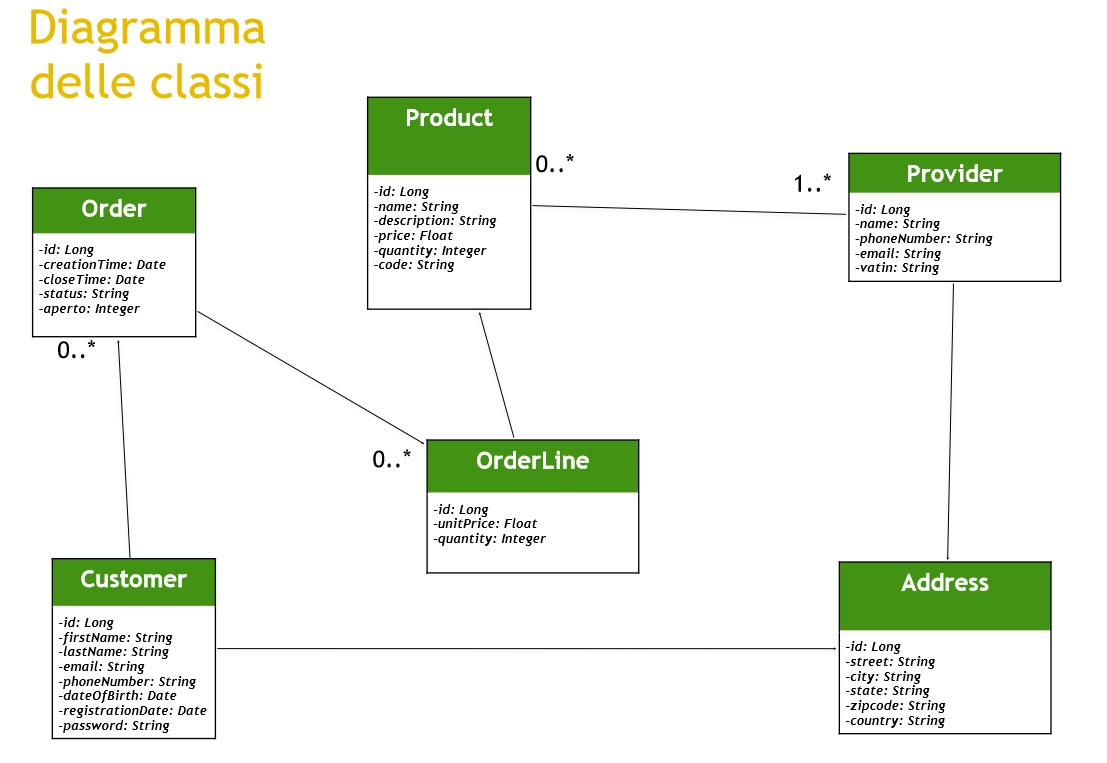 Diagramma
delle classi
Product
-id: Long
-name: String
-description: String
-price: Float
-quantity: Integer
-code: String
0..*
1..*
Provider
-id: Long
-name: String
-phoneNumber: String
-email: String
-vatin: String
Order
-id: Long
-creationTime: Date
-closeTime: Date
-status: String
-aperto: Integer
0..*
0..*
OrderLine
-id: Long
-unitPrice: Float
-quantity: Integer
Customer
-id: Long
-firstName: String
-lastName: String
-email: String
-phoneNumber: String
-dateOfBirth: Date
-registrationDate: Date
-password: String
Address
-id: Long
-street: String
-city: String
-state: String
-zipcode: String
-country: String